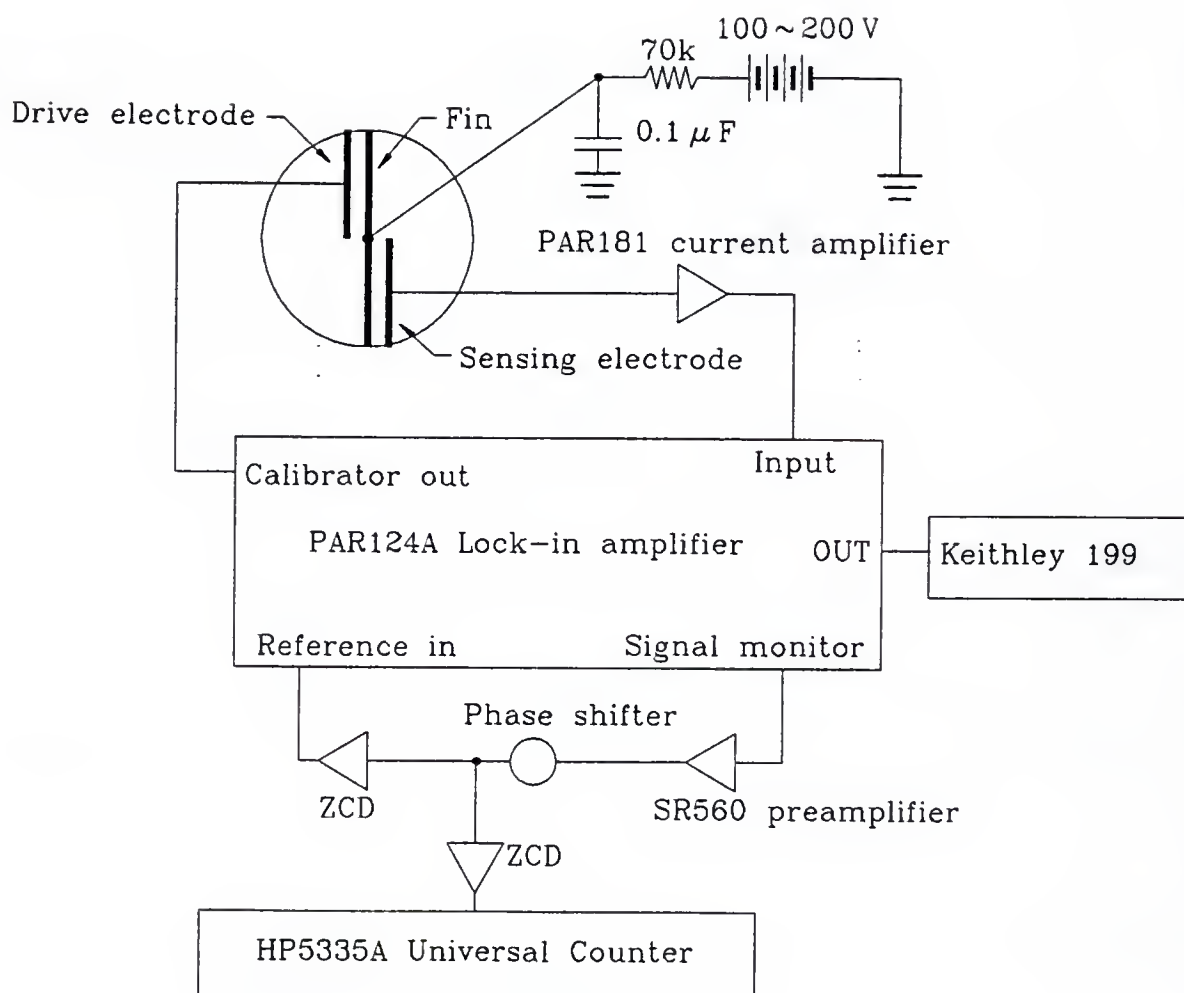 100~200 V
70k
Drive electrode
Fin
0.1 μF
PAR181 current amplifier
Sensing electrode
Calibrator out
Input
PAR124A Lock-in amplifier
OUT
Keithley 199
Reference in
Signal monitor
Phase shifter
ZCD
SR560 preamplifier
ZCD
HP5335A Universal Counter